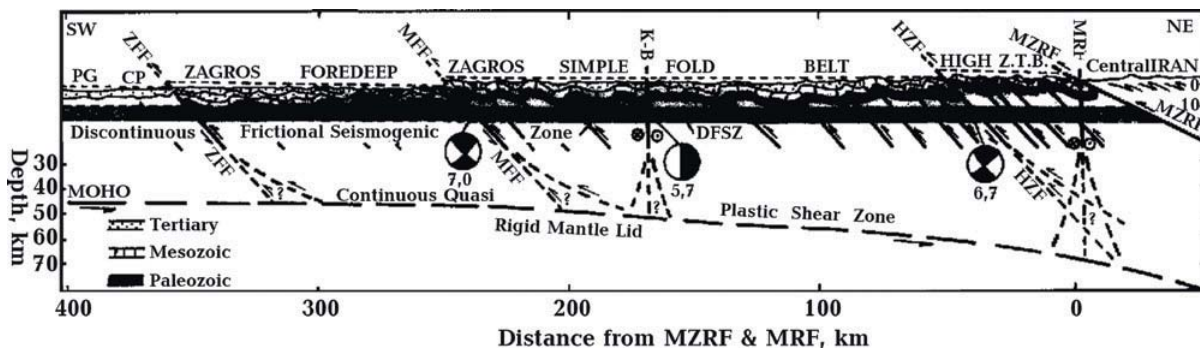 SW
NE
ZFF
MFF
K-B
HZF
MZRF
MRF
PG CP ZAGROS FOREDEEP ZAGROS SIMPLE FOLD BELT HIGH Z.T.B. Central IRAN
0
10
MZRF
Discontinuous Frictional Seismogenic Zone DFSZ
ZFF
MFF
HZF
7,0
5,7
6,7
30
40
50
60
70
Depth, km
MOHO
? ? ? ?
Continuous Quasi Plastic Shear Zone
Rigid Mantle Lid
Tertiary
Mesozoic
Paleozoic
400 300 200 100 0
Distance from MZRF & MRF, km